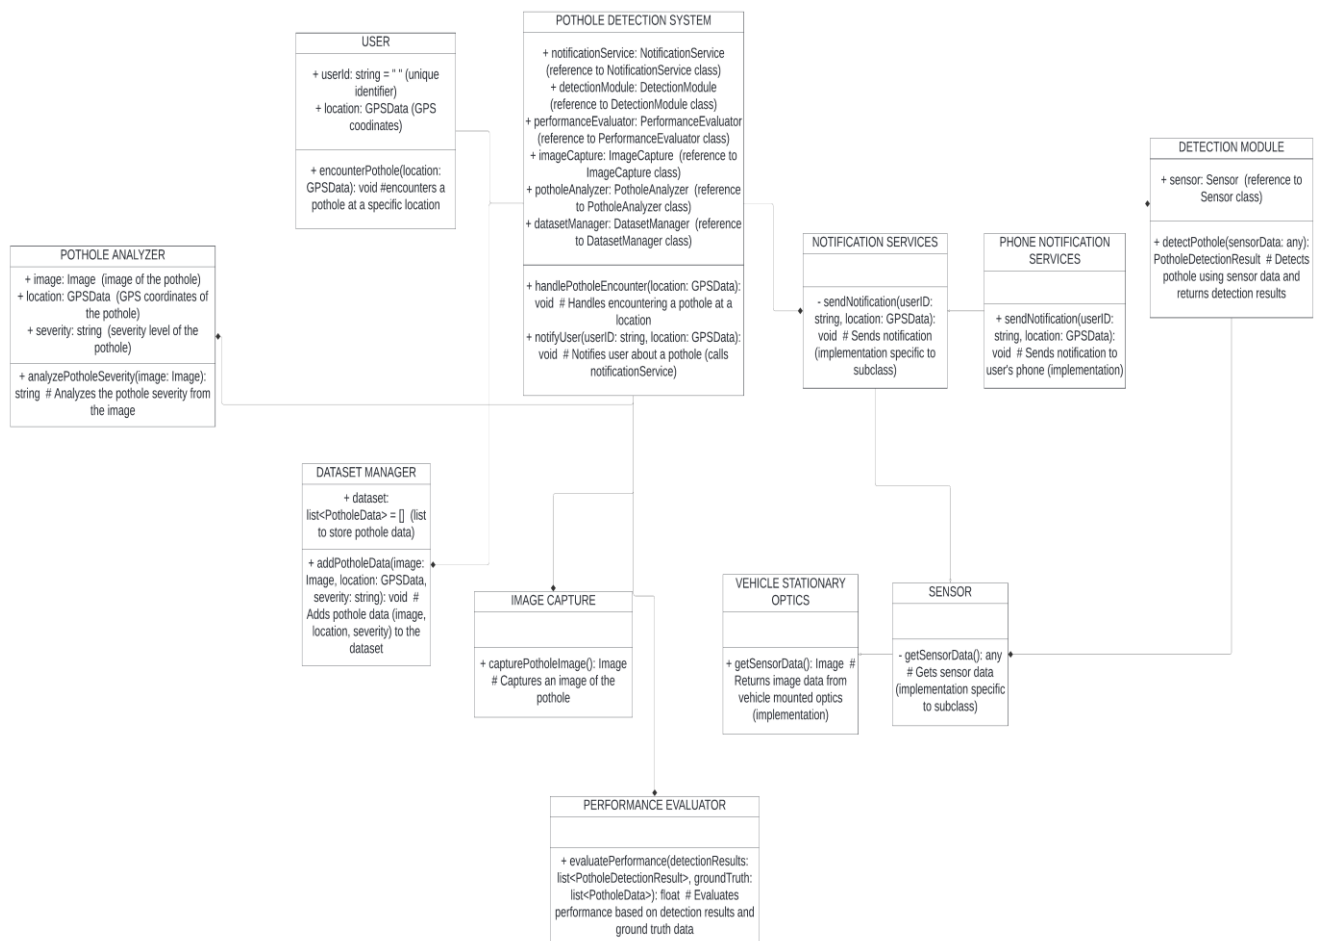 USER
+ userId: string = " " (unique
identifier)
+ location: GPSData (GPS
coodinates)
+ encounterPothole(location:
GPSData): void #encounters a
pothole at a specific location
POTHOLE DETECTION SYSTEM
+ notificationService: NotificationService
(reference to NotificationService class)
+ detectionModule: DetectionModule
(reference to DetectionModule class)
+ performanceEvaluator: PerformanceEvaluator
(reference to PerformanceEvaluator class)
+ imageCapture: ImageCapture (reference to
ImageCapture class)
+ potholeAnalyzer: PotholeAnalyzer (reference
to PotholeAnalyzer class)
+ datasetManager: DatasetManager (reference
to DatasetManager class)
+ handlePotholeEncounter(location: GPSData):
void # Handles encountering a pothole at a
location
+ notifyUser(userID: string, location: GPSData):
void # Notifies user about a pothole (calls
notificationService)
DETECTION MODULE
+ sensor: Sensor (reference to
Sensor class)
+ detectPothole(sensorData: any):
PotholeDetectionResult # Detects
pothole using sensor data and
returns detection results
NOTIFICATION SERVICES
- sendNotification(userID:
string, location: GPSData):
void # Sends notification
(implementation specific to
subclass)
PHONE NOTIFICATION
SERVICES
+ sendNotification(userID:
string, location: GPSData):
void # Sends notification to
user's phone (implementation)
POTHOLE ANALYZER
+ image: Image (image of the pothole)
+ location: GPSData (GPS coordinates of
the pothole)
+ severity: string (severity level of the
pothole)
+ analyzePotholeSeverity(image: Image):
string # Analyzes the pothole severity from
the image
DATASET MANAGER
+ dataset:
list<PotholeData> = [] (list
to store pothole data)
+ addPotholeData(image:
Image, location: GPSData,
severity: string): void #
Adds pothole data (image,
location, severity) to the
dataset
IMAGE CAPTURE
+ capturePotholeImage(): Image
# Captures an image of the
pothole
VEHICLE STATIONARY
OPTICS
+ getSensorData(): Image #
Returns image data from
vehicle mounted optics
(implementation)
SENSOR
- getSensorData(): any
# Gets sensor data
(implementation specific
to subclass)
PERFORMANCE EVALUATOR
+ evaluatePerformance(detectionResults:
list<PotholeDetectionResult>, groundTruth:
list<PotholeData>): float # Evaluates
performance based on detection results and
ground truth data